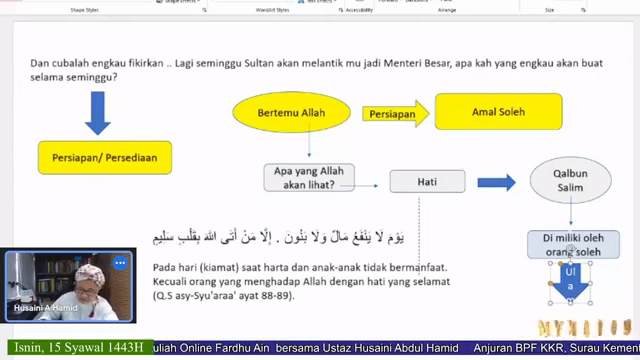 Shape Styles
WordArt Styles
Accessibility
Arrange
Size
Dan cubalah engkau fikirkan .. Lagi seminggu Sultan akan melantik mu jadi Menteri Besar, apa kah yang engkau akan buat
selama seminggu?
Bertemu Allah
Persiapan
Amal Soleh
Persiapan/ Persediaan
Apa yang Allah
akan lihat?
Hati
Qalbun
Salim
يَوْمَ لَا يَنْفَعُ مَالٌ وَلَا بَنُونَ . إِلَّا مَنْ أَتَى اللهَ بِقَلْبٍ سَلِيمٍ
Di miliki oleh
orang soleh
Pada hari (kiamat) saat harta dan anak-anak tidak bermanfaat.
Kecuali orang yang menghadap Allah dengan hati yang selamat
(Q.S asy-Syu'araa' ayat 88-89).
Ul
a
Husaini A Hamid
Isnin, 15 Syawal 1443H
uliah Online Fardhu Ain bersama Ustaz Husaini Abdul Hamid
Anjuran BPF KKR, Surau Kemen